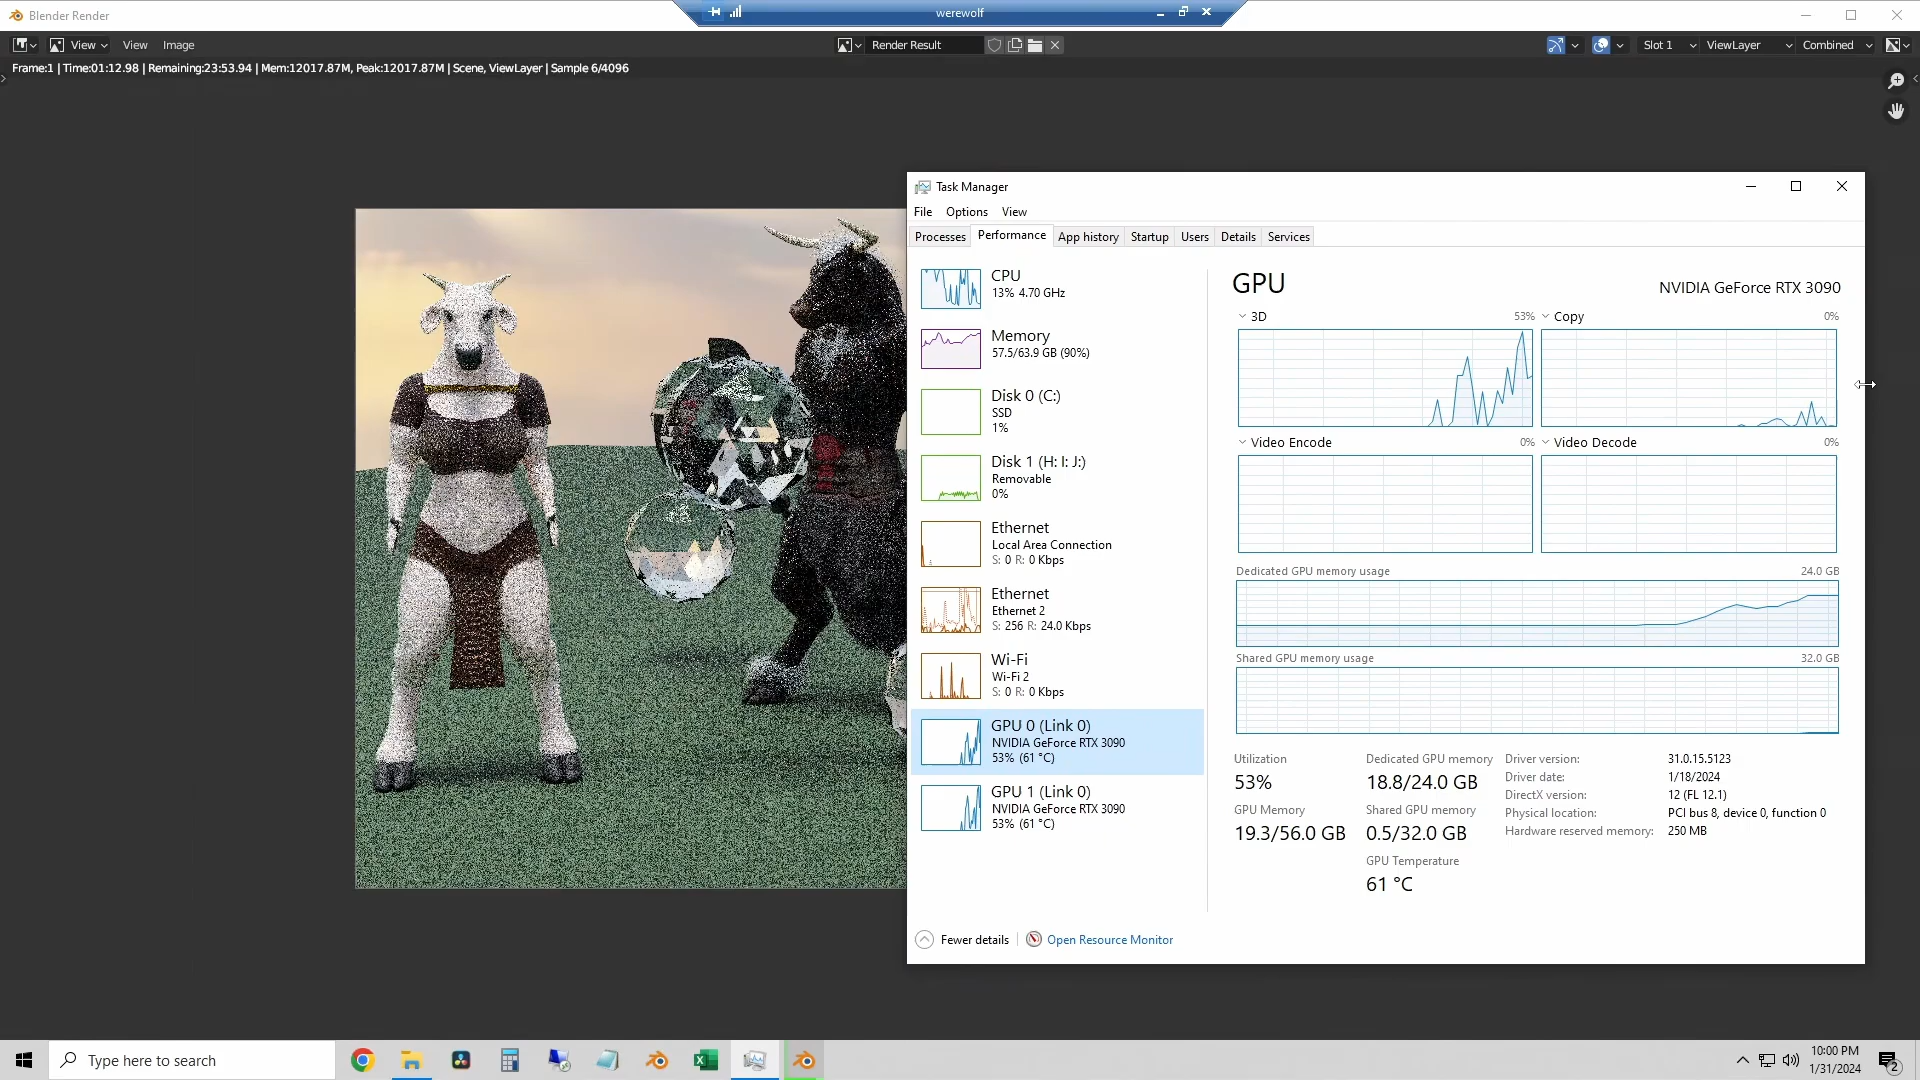 Blender Render
werewolf
View
View
Image
Render Result
Slot 1
ViewLayer
Combined
Frame:1 | Time:01:12.98 | Remaining:23:53.94 | Mem:12017.87M, Peak:12017.87M | Scene, ViewLayer | Sample 6/4096
Task Manager
File Options View
Processes Performance App history Startup Users Details Services
CPU
13% 4.70 GHz
Memory
57.5/63.9 GB (90%)
Disk 0 (C:)
SSD
1%
Disk 1 (H: I: J:)
Removable
0%
Ethernet
Local Area Connection
S: 0 R: 0 Kbps
Ethernet
Ethernet 2
S: 256 R: 24.0 Kbps
Wi-Fi
Wi-Fi 2
S: 0 R: 0 Kbps
GPU 0 (Link 0)
NVIDIA GeForce RTX 3090
53% (61 °C)
GPU 1 (Link 0)
NVIDIA GeForce RTX 3090
53% (61 °C)
GPU
NVIDIA GeForce RTX 3090
3D 53%
Copy 0%
Video Encode 0%
Video Decode 0%
Dedicated GPU memory usage 24.0 GB
Shared GPU memory usage 32.0 GB
Utilization
53%
GPU Memory
19.3/56.0 GB
Dedicated GPU memory
18.8/24.0 GB
Shared GPU memory
0.5/32.0 GB
GPU Temperature
61 °C
Driver version: 31.0.15.5123
Driver date: 1/18/2024
DirectX version: 12 (FL 12.1)
Physical location: PCI bus 8, device 0, function 0
Hardware reserved memory: 250 MB
Fewer details
Open Resource Monitor
Type here to search
10:00 PM
1/31/2024
2